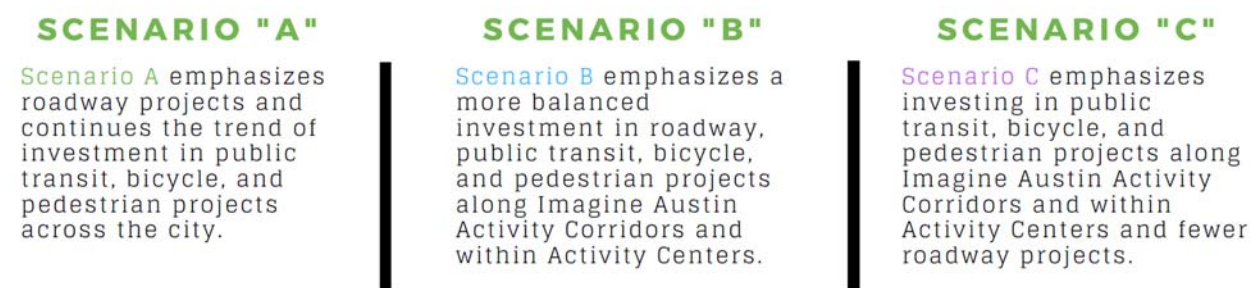 SCENARIO "A"
Scenario A emphasizes
roadway projects and
continues the trend of
investment in public
transit, bicycle, and
pedestrian projects
across the city.
SCENARIO "B"
Scenario B emphasizes a
more balanced
investment in roadway,
public transit, bicycle,
and pedestrian projects
along Imagine Austin
Activity Corridors and
within Activity Centers.
SCENARIO "C"
Scenario C emphasizes
investing in public
transit, bicycle, and
pedestrian projects along
Imagine Austin Activity
Corridors and within
Activity Centers and fewer
roadway projects.